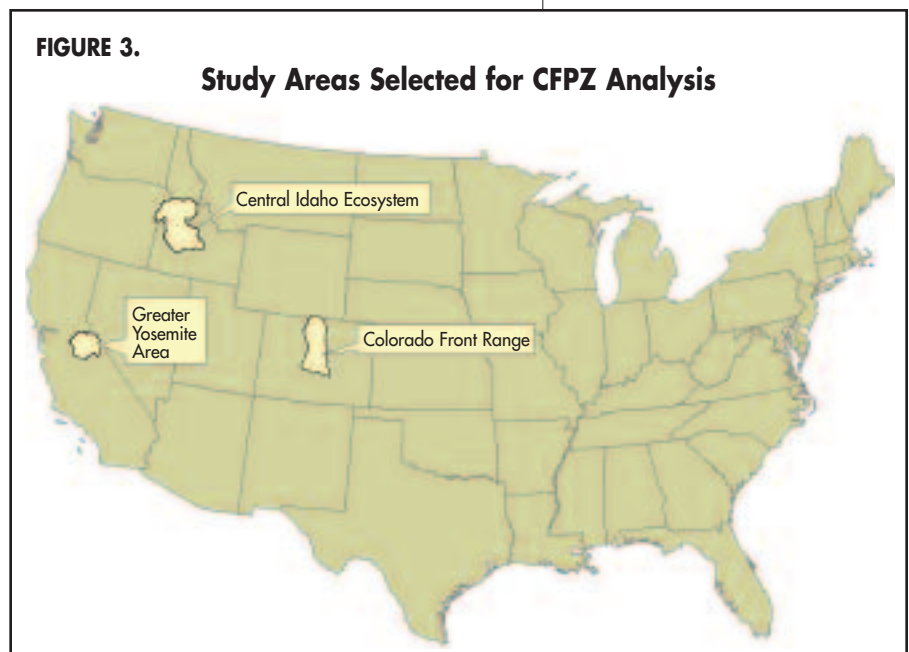 FIGURE 3.
Study Areas Selected for CFPZ Analysis
Central Idaho Ecosystem
Greater
Yosemite
Area
Colorado Front Range